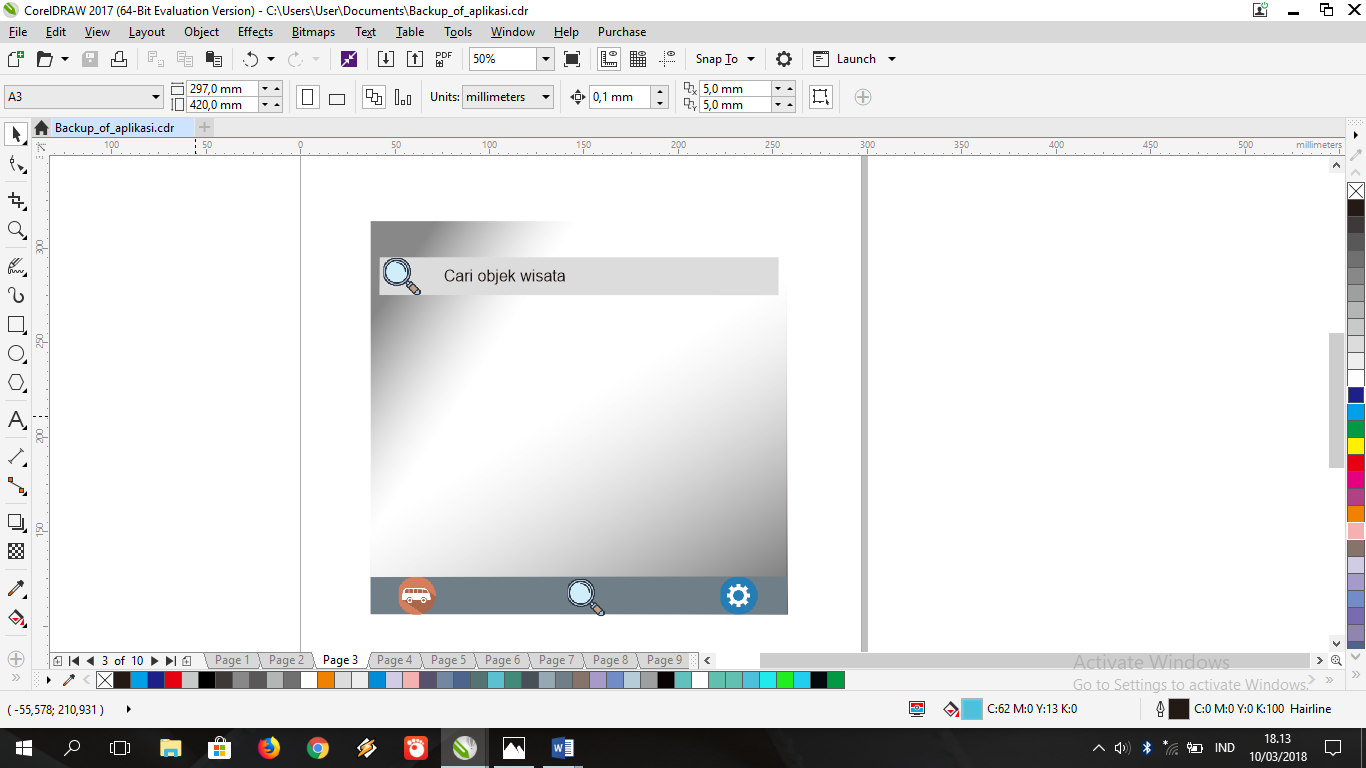 CorelDRAW 2017 (64-Bit Evaluation Version) - C:\Users\User\Documents\Backup_of_aplikasi.cdr
File Edit View Layout Object Effects Bitmaps Text Table Tools Window Help Purchase
PDF 50% Snap To Launch
A3 297,0 mm 420,0 mm Units: millimeters 0,1 mm 5,0 mm 5,0 mm
Backup_of_aplikasi.cdr
100 50 0 50 100 150 200 250 300 350 400 450 500 millimeters
300
250
200
150
Cari objek wisata
3 of 10 Page 1 Page 2 Page 3 Page 4 Page 5 Page 6 Page 7 Page 8 Page 9
Activate Windows
Go to Settings to activate Windows.
( -55,578; 210,931 ) C:62 M:0 Y:13 K:0 C:0 M:0 Y:0 K:100 Hairline
IND 18.13
10/03/2018